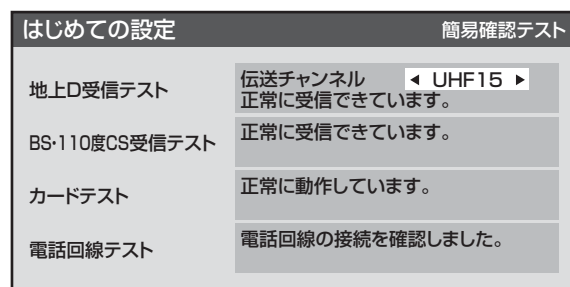 はじめての設定 簡易確認テスト
地上D受信テスト
伝送チャンネル ◀ UHF15 ▶
正常に受信できています。
BS・110度CS受信テスト
正常に受信できています。
カードテスト
正常に動作しています。
電話回線テスト
電話回線の接続を確認しました。